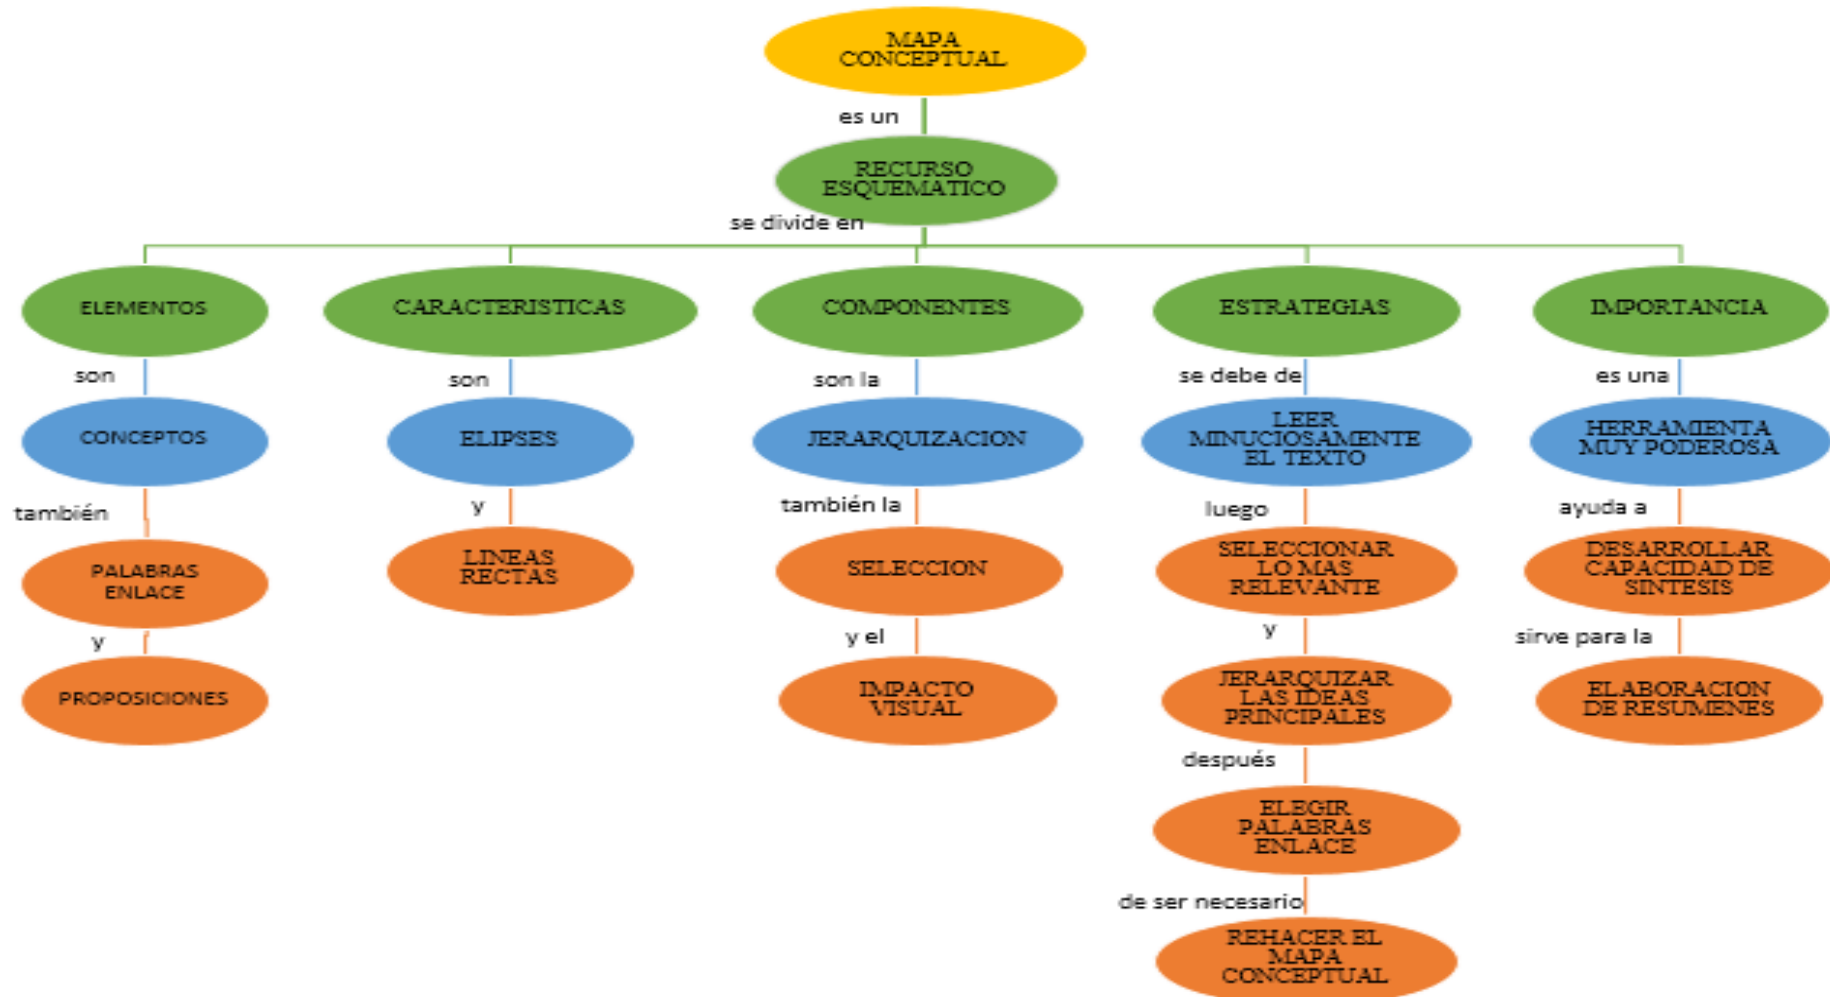 MAPA
CONCEPTUAL
es un
RECURSO
ESQUEMATICO
se divide en
ELEMENTOS
CARACTERISTICAS
COMPONENTES
ESTRATEGIAS
IMPORTANCIA
son
son
son la
se debe de
es una
CONCEPTOS
ELIPSES
JERARQUIZACION
LEER
MINUCIOSAMENTE
EL TEXTO
HERRAMIENTA
MUY PODEROSA
también
y
también la
luego
ayuda a
PALABRAS
ENLACE
LINEAS
RECTAS
SELECCION
SELECCIONAR
LO MAS
RELEVANTE
DESARROLLAR
CAPACIDAD DE
SINTESIS
y
y el
y
sirve para la
PROPOSICIONES
IMPACTO
VISUAL
JERARQUIZAR
LAS IDEAS
PRINCIPALES
ELABORACION
DE RESUMENES
después
ELEGIR
PALABRAS
ENLACE
de ser necesario
REHACER EL
MAPA
CONCEPTUAL